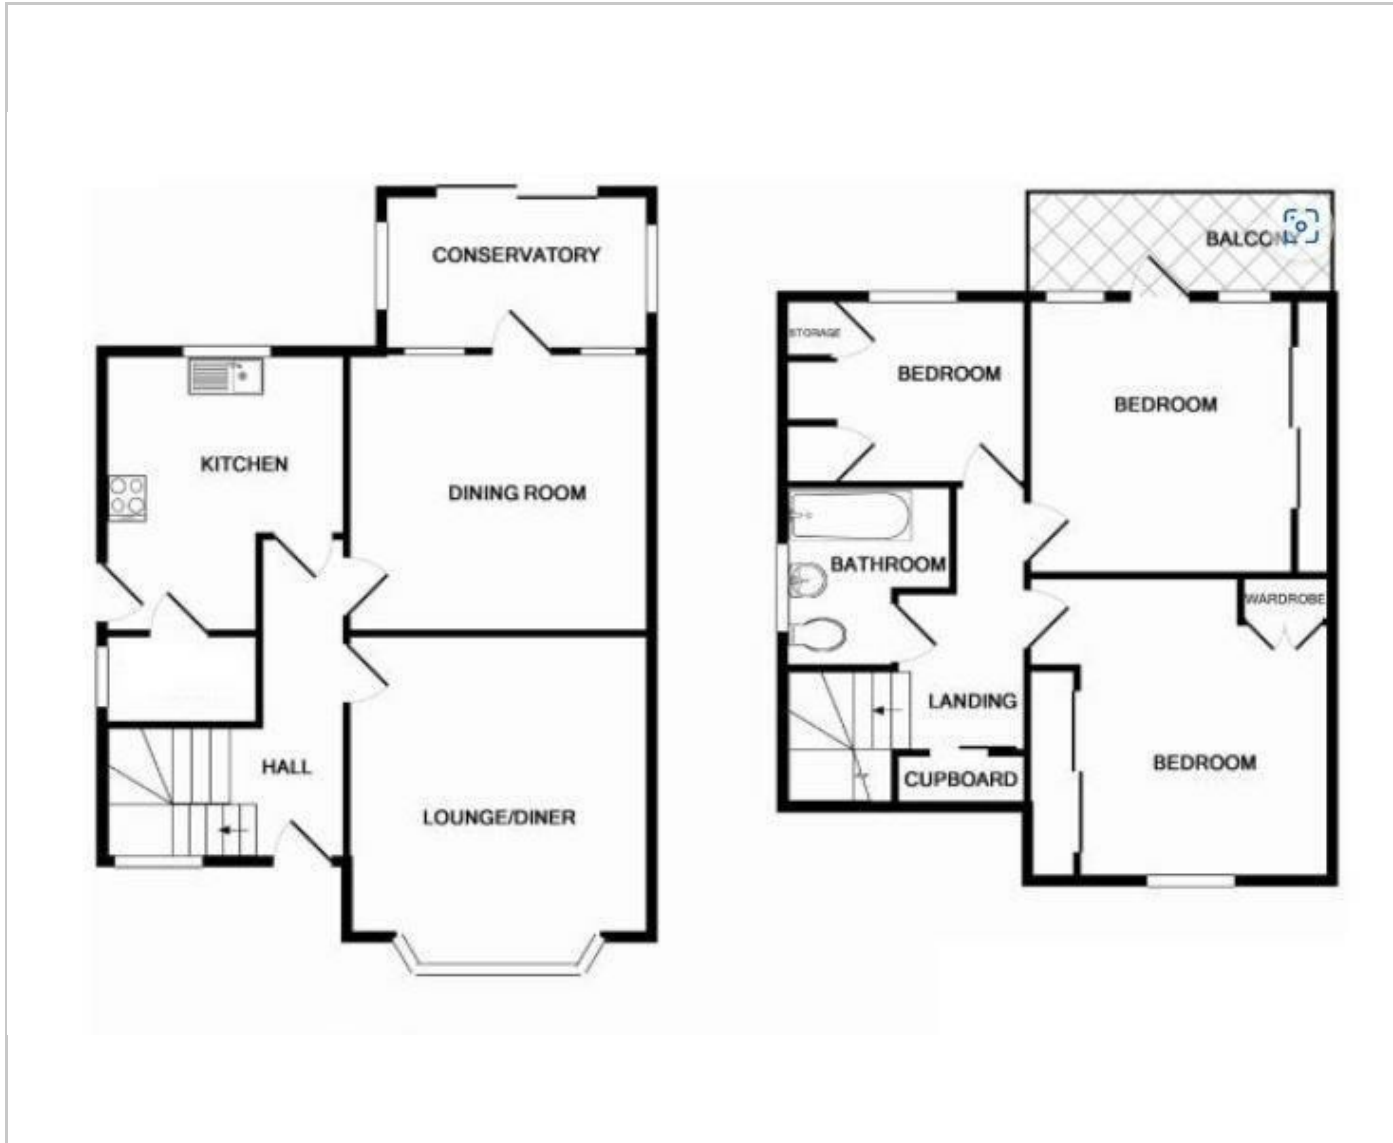 CONSERVATORY
KITCHEN
DINING ROOM
HALL
LOUNGE/DINER
BALCONY
STORAGE
BEDROOM
BEDROOM
BATHROOM
WARDROBE
LANDING
BEDROOM
CUPBOARD